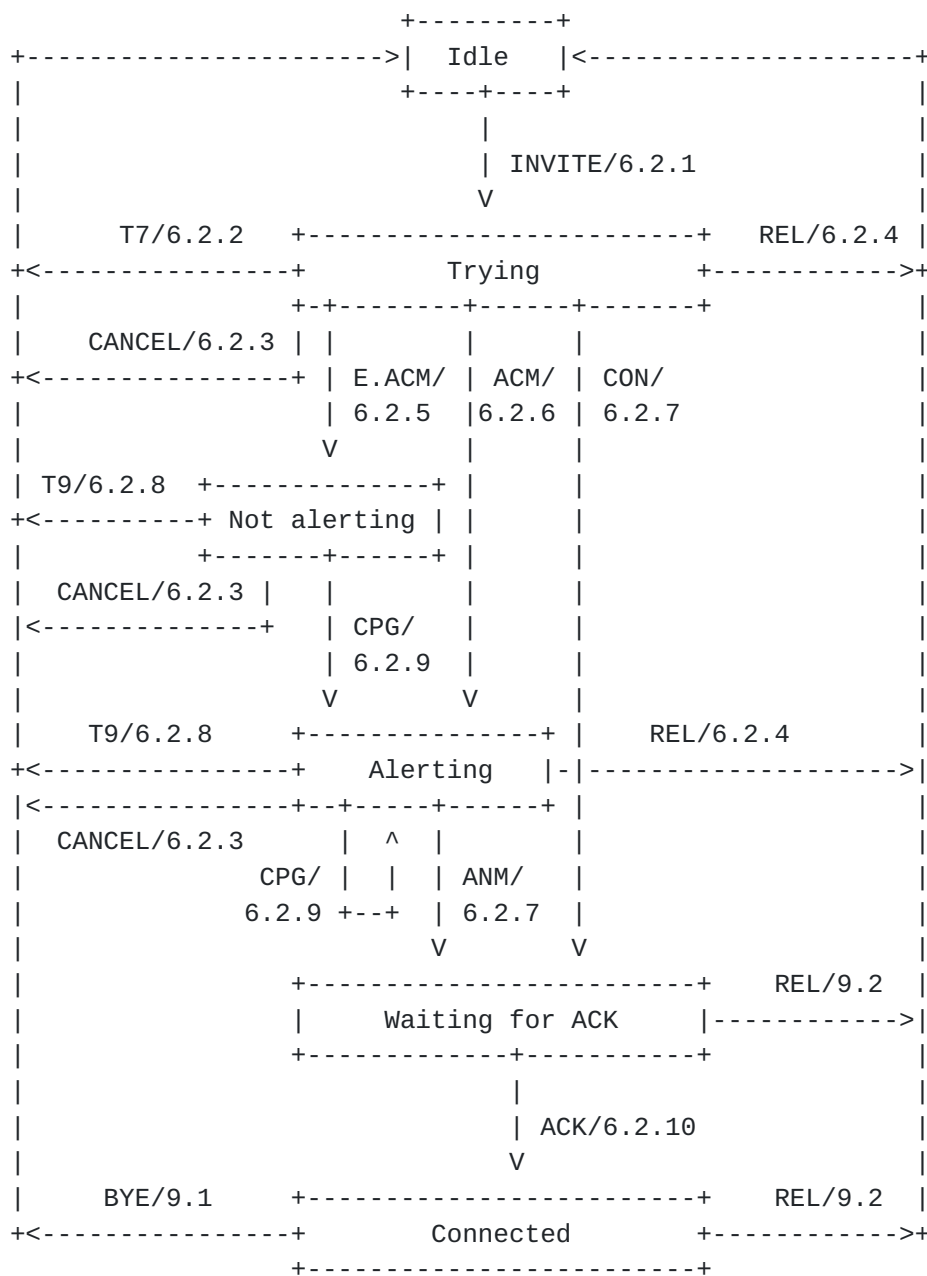 Idle
INVITE/6.2.1
T7/6.2.2 REL/6.2.4
Trying
CANCEL/6.2.3
E.ACM/ ACM/ CON/
6.2.5 6.2.6 6.2.7
T9/6.2.8
Not alerting
CANCEL/6.2.3
CPG/
6.2.9
T9/6.2.8 REL/6.2.4
Alerting
CANCEL/6.2.3
CPG/ ANM/
6.2.9 6.2.7
REL/9.2
Waiting for ACK
ACK/6.2.10
BYE/9.1 REL/9.2
Connected